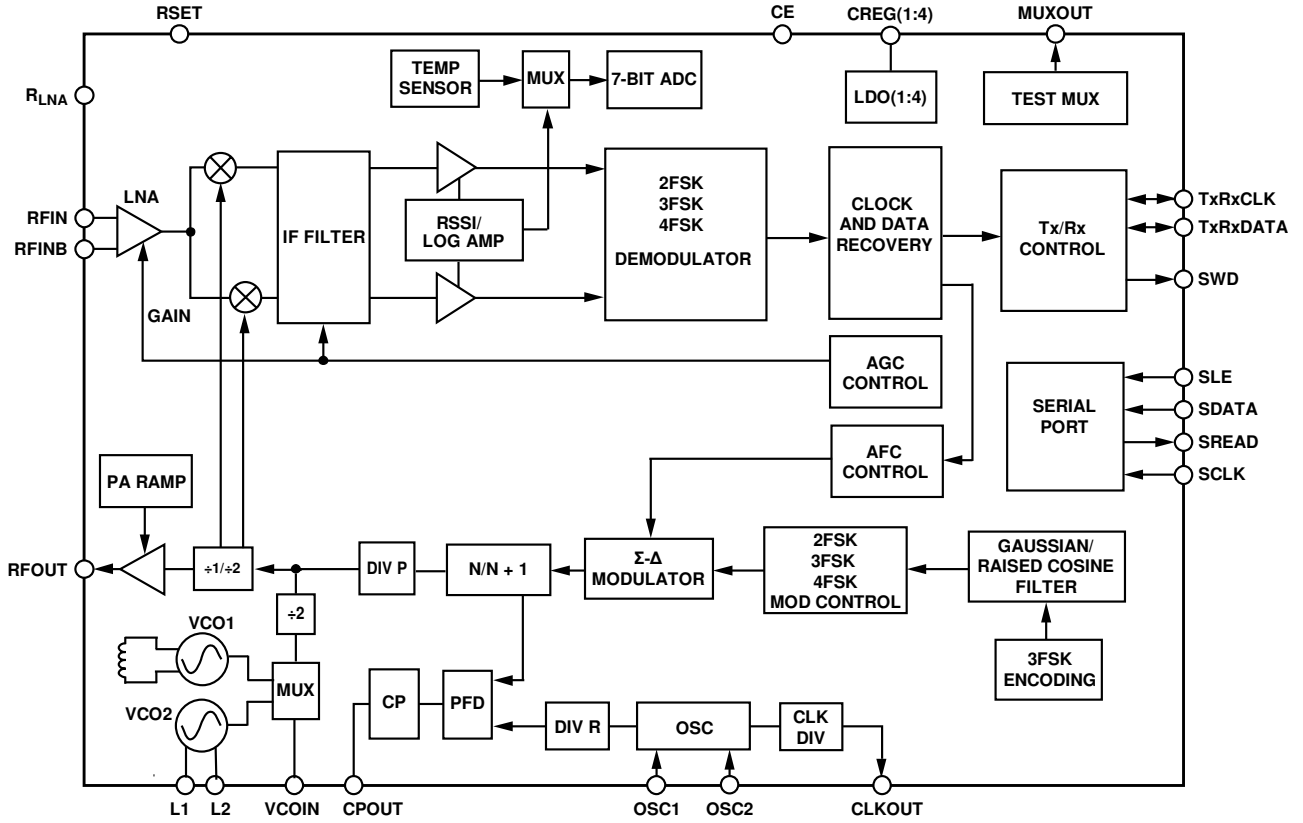 RSET
CE
CREG(1:4)
MUXOUT
TEMP
SENSOR
MUX
7-BIT ADC
LDO(1:4)
TEST MUX
RLNA
LNA
RFIN
RFINB
GAIN
IF FILTER
RSSI/
LOG AMP
2FSK
3FSK
4FSK
DEMODULATOR
CLOCK
AND DATA
RECOVERY
Tx/Rx
CONTROL
TxRxCLK
TxRxDATA
SWD
AGC
CONTROL
SERIAL
PORT
SLE
SDATA
SREAD
SCLK
AFC
CONTROL
PA RAMP
RFOUT
÷1/÷2
DIV P
N/N + 1
Σ-Δ
MODULATOR
2FSK
3FSK
4FSK
MOD CONTROL
GAUSSIAN/
RAISED COSINE
FILTER
÷2
VCO1
MUX
3FSK
ENCODING
VCO2
CP
PFD
DIV R
OSC
CLK
DIV
L1
L2
VCOIN
CPOUT
OSC1
OSC2
CLKOUT